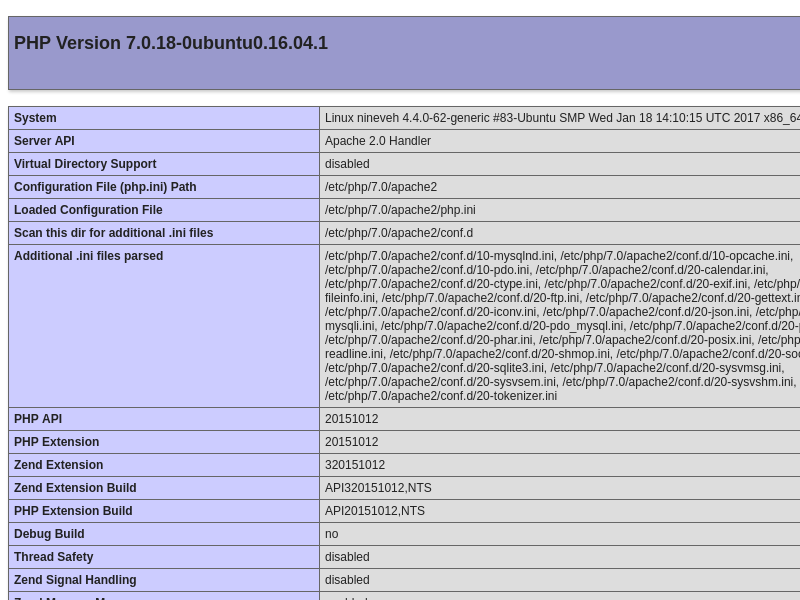 PHP Version 7.0.18-0ubuntu0.16.04.1
System Linux nineveh 4.4.0-62-generic #83-Ubuntu SMP Wed Jan 18 14:10:15 UTC 2017 x86_64
Server API Apache 2.0 Handler
Virtual Directory Support disabled
Configuration File (php.ini) Path /etc/php/7.0/apache2
Loaded Configuration File /etc/php/7.0/apache2/php.ini
Scan this dir for additional .ini files /etc/php/7.0/apache2/conf.d
Additional .ini files parsed /etc/php/7.0/apache2/conf.d/10-mysqlnd.ini, /etc/php/7.0/apache2/conf.d/10-opcache.ini,
/etc/php/7.0/apache2/conf.d/10-pdo.ini, /etc/php/7.0/apache2/conf.d/20-calendar.ini,
/etc/php/7.0/apache2/conf.d/20-ctype.ini, /etc/php/7.0/apache2/conf.d/20-exif.ini, /etc/php/
fileinfo.ini, /etc/php/7.0/apache2/conf.d/20-ftp.ini, /etc/php/7.0/apache2/conf.d/20-gettext.in
/etc/php/7.0/apache2/conf.d/20-iconv.ini, /etc/php/7.0/apache2/conf.d/20-json.ini, /etc/php/
mysqli.ini, /etc/php/7.0/apache2/conf.d/20-pdo_mysql.ini, /etc/php/7.0/apache2/conf.d/20-p
/etc/php/7.0/apache2/conf.d/20-phar.ini, /etc/php/7.0/apache2/conf.d/20-posix.ini, /etc/php
readline.ini, /etc/php/7.0/apache2/conf.d/20-shmop.ini, /etc/php/7.0/apache2/conf.d/20-soc
/etc/php/7.0/apache2/conf.d/20-sqlite3.ini, /etc/php/7.0/apache2/conf.d/20-sysvmsg.ini,
/etc/php/7.0/apache2/conf.d/20-sysvsem.ini, /etc/php/7.0/apache2/conf.d/20-sysvshm.ini,
/etc/php/7.0/apache2/conf.d/20-tokenizer.ini
PHP API 20151012
PHP Extension 20151012
Zend Extension 320151012
Zend Extension Build API320151012,NTS
PHP Extension Build API20151012,NTS
Debug Build no
Thread Safety disabled
Zend Signal Handling disabled